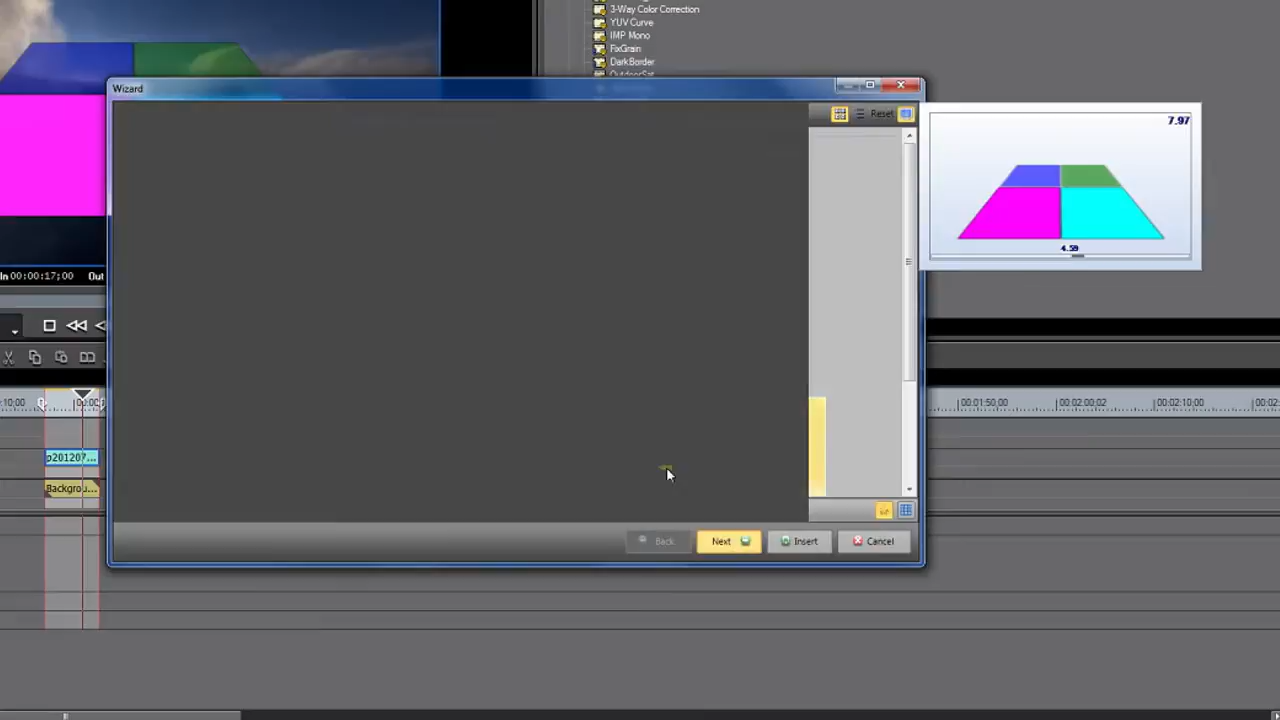 3-Way Color Correction
YUV Curve
IMP Mono
FixGrain
DarkBorder
Wizard
Reset
7.97
4.59
In 00:00:17;00 Out
p201207...
Backgrou...
00:01:50;00
00:02:00;02
00:02:10;00
Back
Next
Insert
Cancel